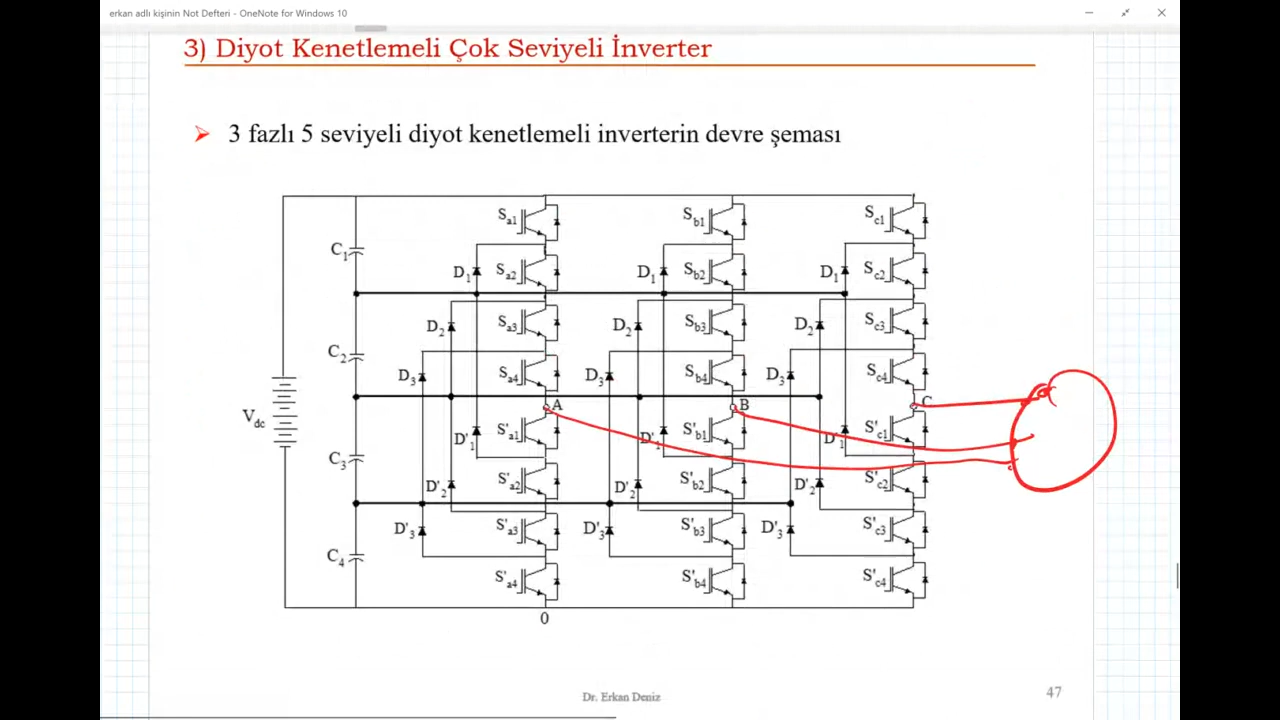 erkan adlı kişinin Not Defteri - OneNote for Windows 10
3) Diyot Kenetlemeli Çok Seviyeli İnverter
3 fazlı 5 seviyeli diyot kenetlemeli inverterin devre şeması
Sa1 Sb1 Sc1
C1
D1 Sa2 D1 Sb2 D1 Sc2
D2 Sa3 D2 Sb3 D2 Sc3
C2
D3 Sa4 D3 Sb4 D3 Sc4
A B C
Vdc
D'1 S'a1 D'1 S'b1 D'1 S'c1
C3
D'2 S'a2 D'2 S'b2 D'2 S'c2
D'3 S'a3 D'3 S'b3 D'3 S'c3
C4
S'a4 S'b4 S'c4
0
Dr. Erkan Deniz
47